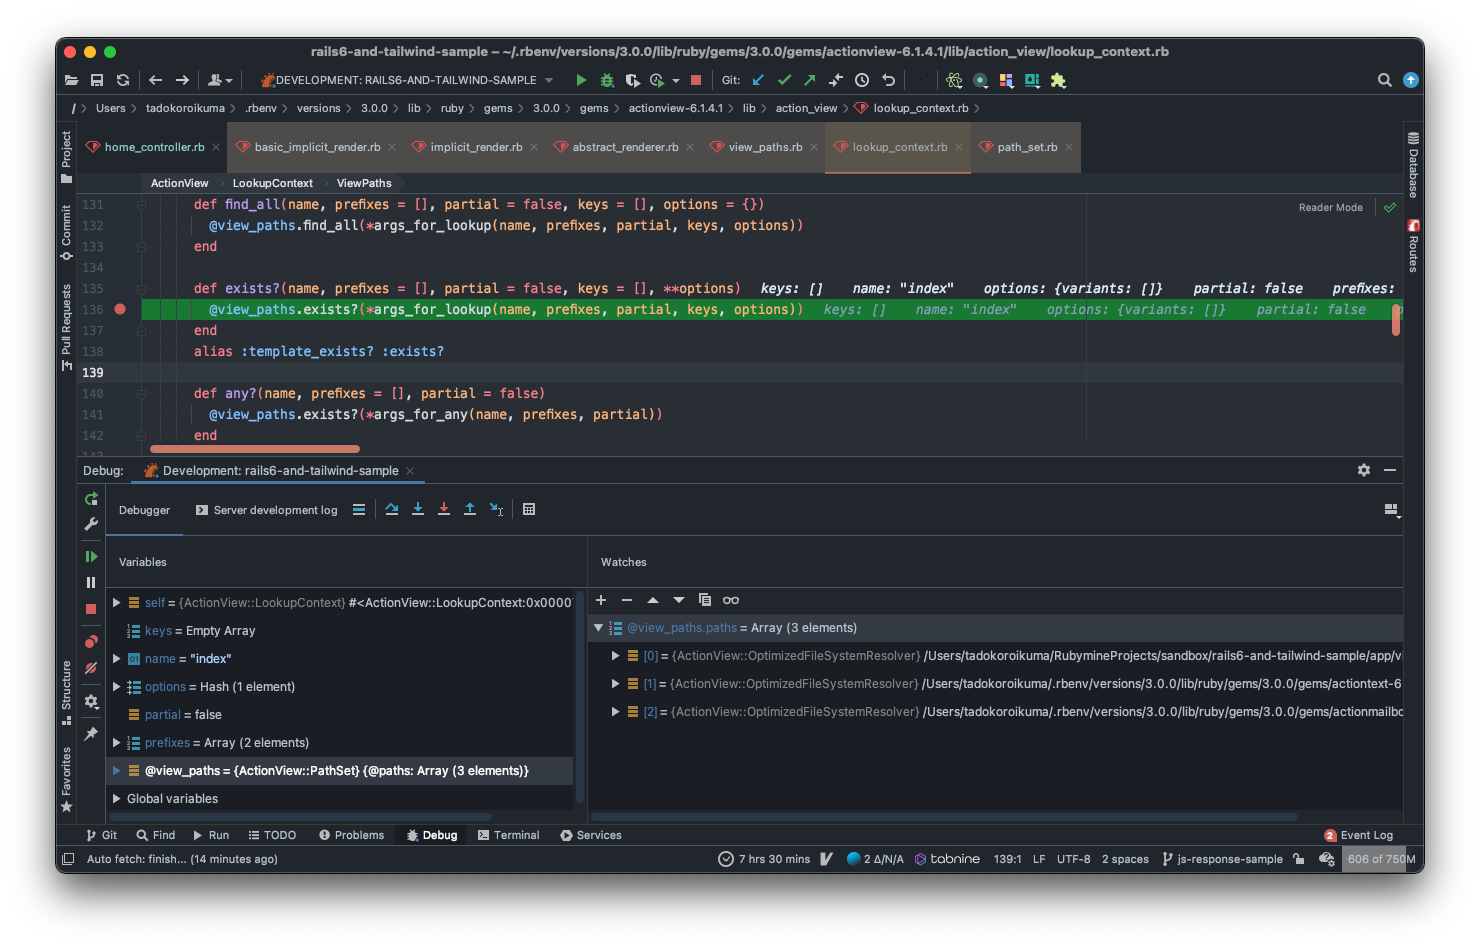 rails6-and-tailwind-sample – ~/.rbenv/versions/3.0.0/lib/ruby/gems/3.0.0/gems/actionview-6.1.4.1/lib/action_view/lookup_context.rb
DEVELOPMENT: RAILS6-AND-TAILWIND-SAMPLE Git:
/ Users tadokoroikuma .rbenv versions 3.0.0 lib ruby gems 3.0.0 gems actionview-6.1.4.1 lib action_view lookup_context.rb
home_controller.rb basic_implicit_render.rb implicit_render.rb abstract_renderer.rb view_paths.rb lookup_context.rb path_set.rb
ActionView LookupContext ViewPaths
Project
Commit
Pull Requests
Structure
Favorites
Database
Routes
Reader Mode
131 def find_all(name, prefixes = [], partial = false, keys = [], options = {})
132 @view_paths.find_all(*args_for_lookup(name, prefixes, partial, keys, options))
133 end
134
135 def exists?(name, prefixes = [], partial = false, keys = [], **options) keys: [] name: "index" options: {variants: []} partial: false prefixes:
136 @view_paths.exists?(*args_for_lookup(name, prefixes, partial, keys, options)) keys: [] name: "index" options: {variants: []} partial: false
137 end
138 alias :template_exists? :exists?
139
140 def any?(name, prefixes = [], partial = false)
141 @view_paths.exists?(*args_for_any(name, prefixes, partial))
142 end
Debug: Development: rails6-and-tailwind-sample
Debugger Server development log
Variables
self = {ActionView::LookupContext} #<ActionView::LookupContext:0x0000
keys = Empty Array
name = "index"
options = Hash (1 element)
partial = false
prefixes = Array (2 elements)
@view_paths = {ActionView::PathSet} {@paths: Array (3 elements)}
Global variables
Watches
@view_paths.paths = Array (3 elements)
[0] = {ActionView::OptimizedFileSystemResolver} /Users/tadokoroikuma/RubymineProjects/sandbox/rails6-and-tailwind-sample/app/vi
[1] = {ActionView::OptimizedFileSystemResolver} /Users/tadokoroikuma/.rbenv/versions/3.0.0/lib/ruby/gems/3.0.0/gems/actiontext-6
[2] = {ActionView::OptimizedFileSystemResolver} /Users/tadokoroikuma/.rbenv/versions/3.0.0/lib/ruby/gems/3.0.0/gems/actionmailbo
Git Find Run TODO Problems Debug Terminal Services 2 Event Log
Auto fetch: finish... (14 minutes ago) 7 hrs 30 mins 2 Δ/N/A tabnine 139:1 LF UTF-8 2 spaces js-response-sample 606 of 750M